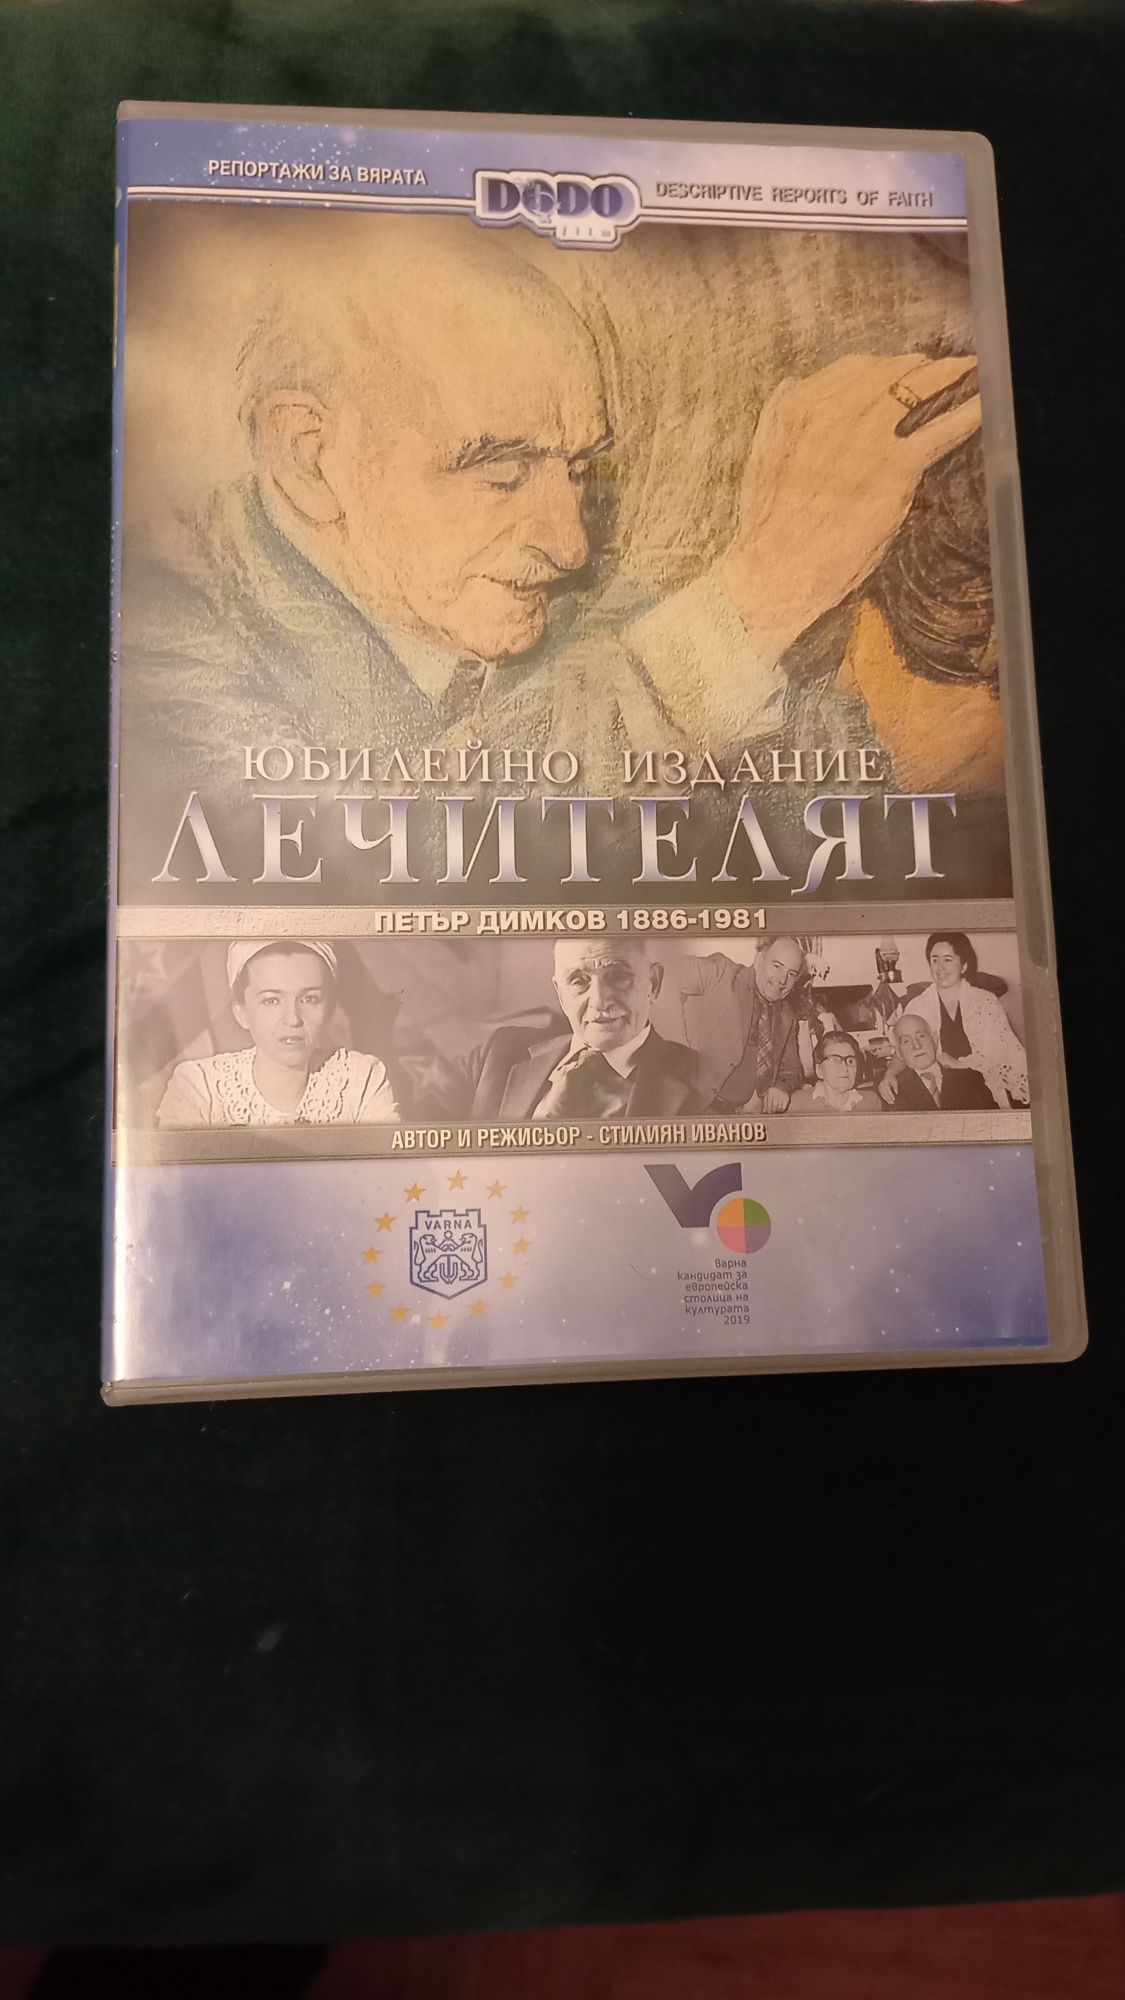 РЕПОРТАЖИ ЗА ВЯРАТА
DODO
film
DESCRIPTIVE REPORTS OF FAITH
ЮБИЛЕЙНО ИЗДАНИЕ
ЛЕЧИТЕЛЯТ
ПЕТЪР ДИМКОВ 1886-1981
АВТОР И РЕЖИСЬОР - СТИЛИЯН ИВАНОВ
VARNA
варна
кандидат за
европейска
столица на
културата
2019